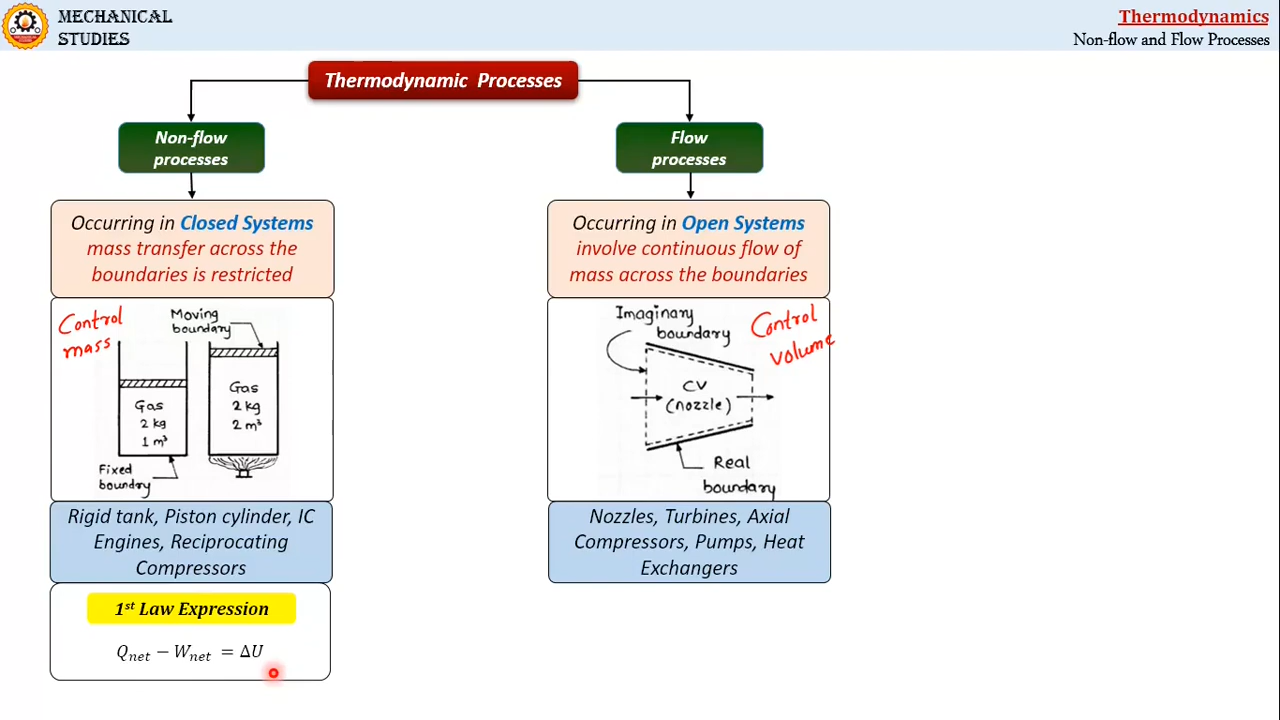 MECHANICAL
STUDIES
Thermodynamics
Non-flow and Flow Processes
Thermodynamic Processes
Non-flow
processes
Occurring in Closed Systems
mass transfer across the
boundaries is restricted
Control
mass
Moving
boundary
Gas
2 kg
1 m³
Gas
2 kg
2 m³
Fixed
boundry
Rigid tank, Piston cylinder, IC
Engines, Reciprocating
Compressors
1st Law Expression
Qnet − Wnet = ΔU
Flow
processes
Occurring in Open Systems
involve continuous flow of
mass across the boundaries
Imaginary
boundary
Control
volume
CV
(nozzle)
Real
boundary
Nozzles, Turbines, Axial
Compressors, Pumps, Heat
Exchangers